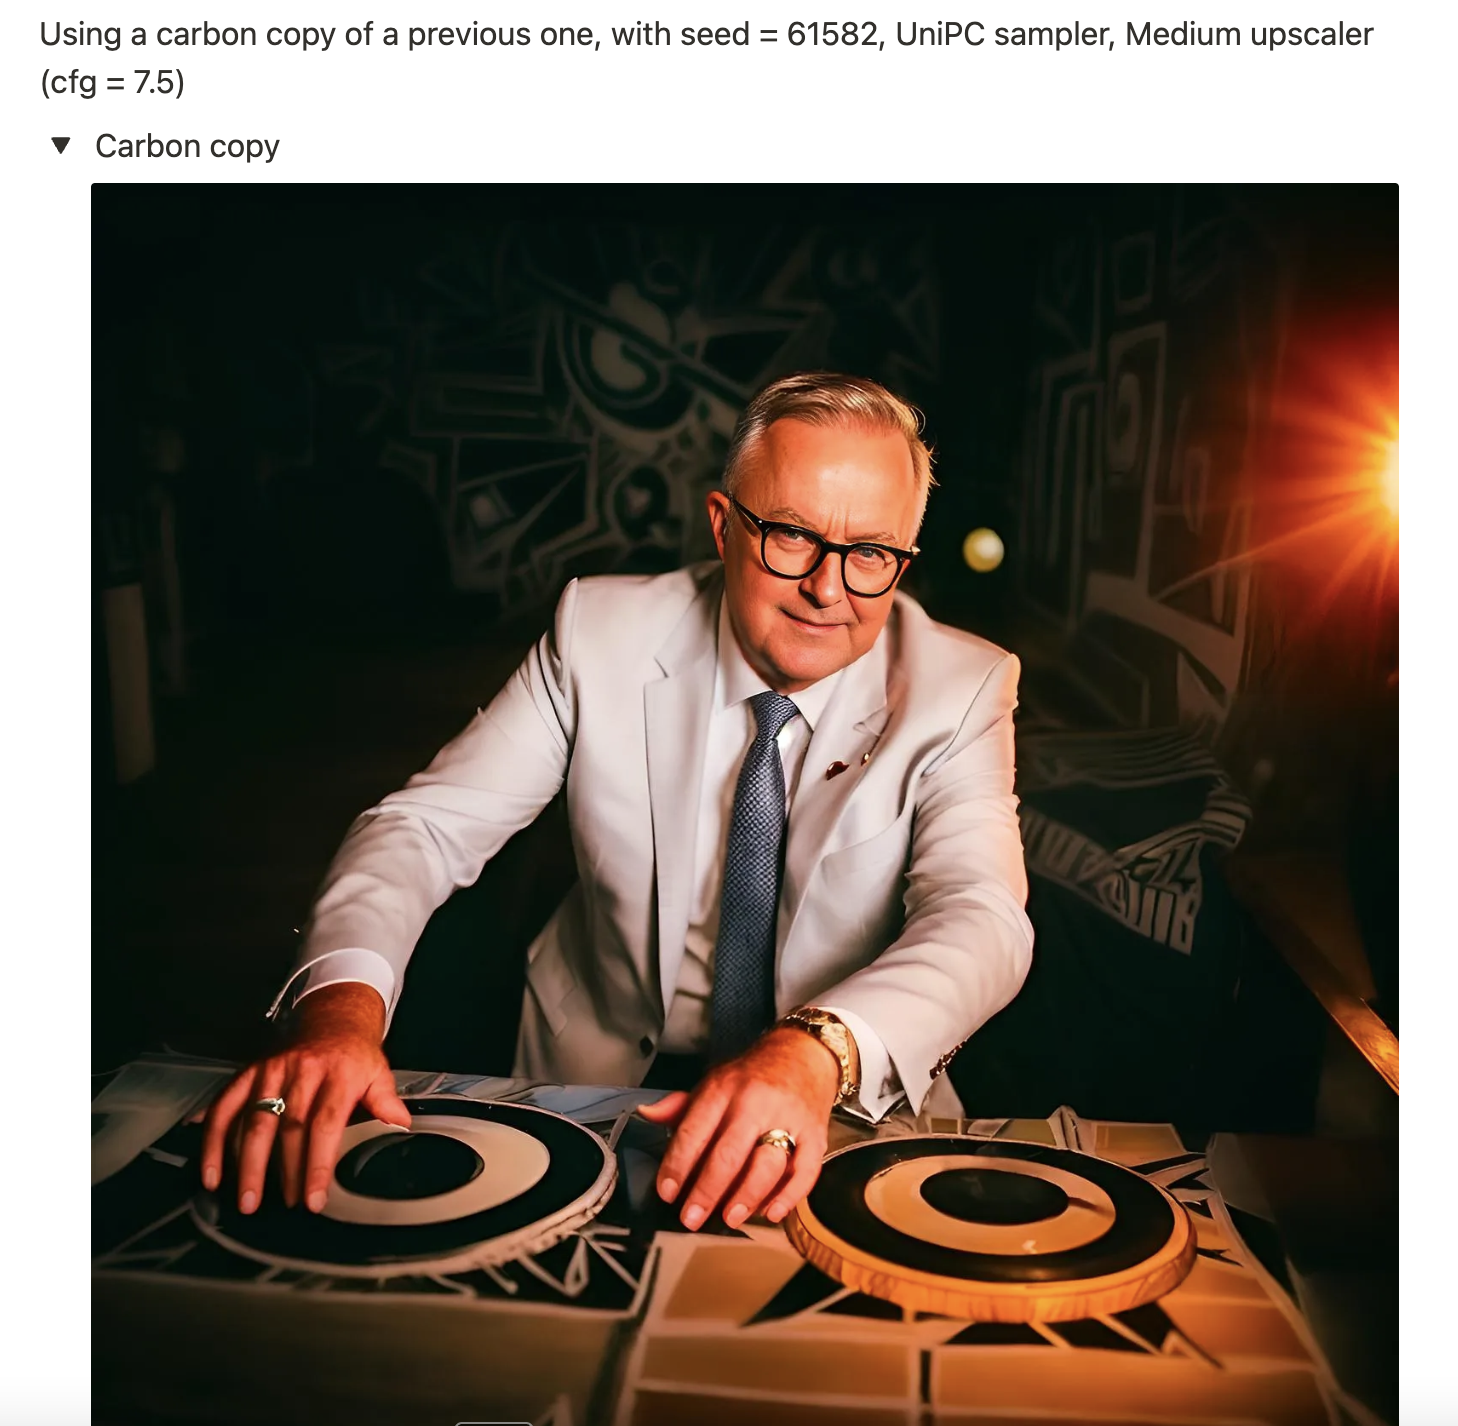 Using a carbon copy of a previous one, with seed = 61582, UniPC sampler, Medium upscaler
(cfg = 7.5)
▼ Carbon copy